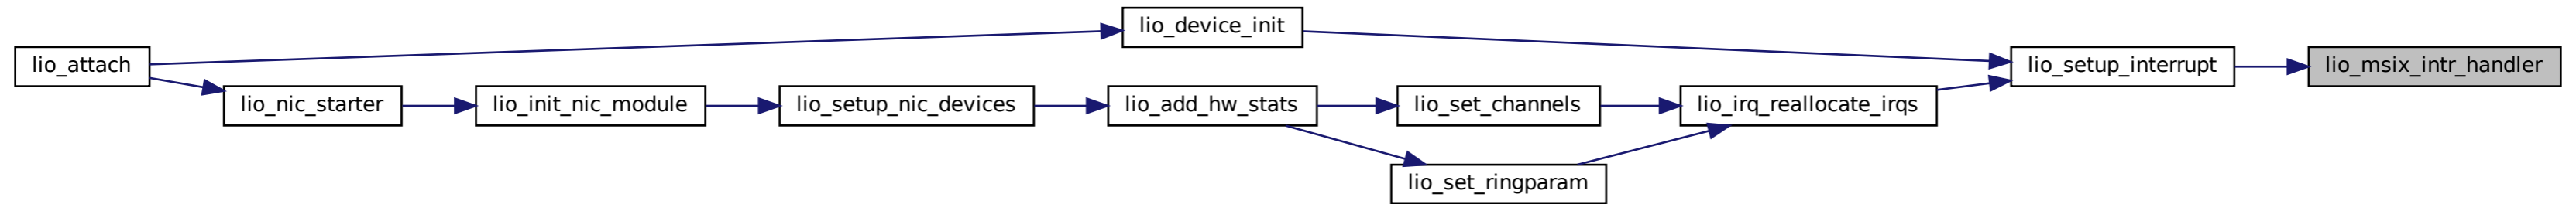 lio_device_init
lio_attach
lio_setup_interrupt
lio_msix_intr_handler
lio_nic_starter
lio_init_nic_module
lio_setup_nic_devices
lio_add_hw_stats
lio_set_channels
lio_irq_reallocate_irqs
lio_set_ringparam